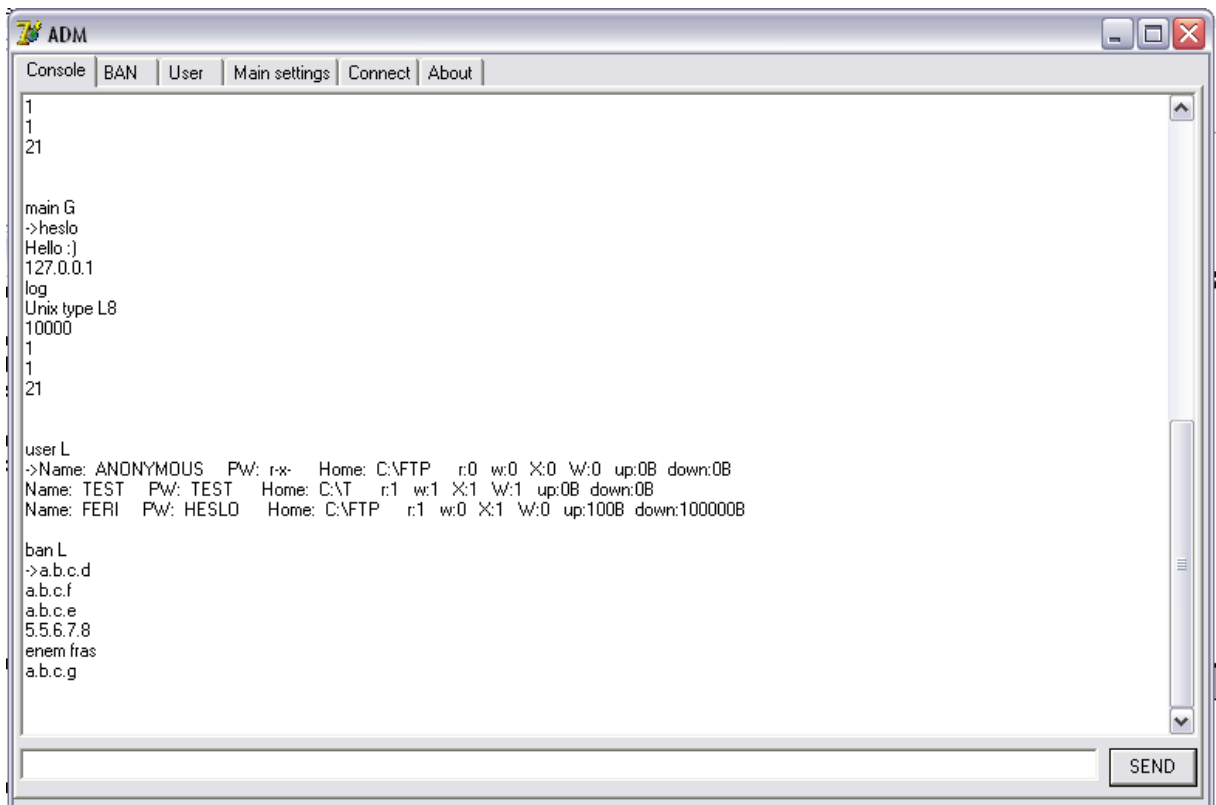 ADM
Console BAN User Main settings Connect About
1
1
21
main G
->heslo
Hello :)
127.0.0.1
log
Unix type L8
10000
1
1
21
user L
->Name: ANONYMOUS PW: r-x- Home: C:\FTP r:0 w:0 X:0 W:0 up:0B down:0B
Name: TEST PW: TEST Home: C:\T r:1 w:1 X:1 W:1 up:0B down:0B
Name: FERI PW: HESLO Home: C:\FTP r:1 w:0 X:1 W:0 up:100B down:100000B
ban L
->a.b.c.d
a.b.c.f
a.b.c.e
5.5.6.7.8
enem fras
a.b.c.g
SEND